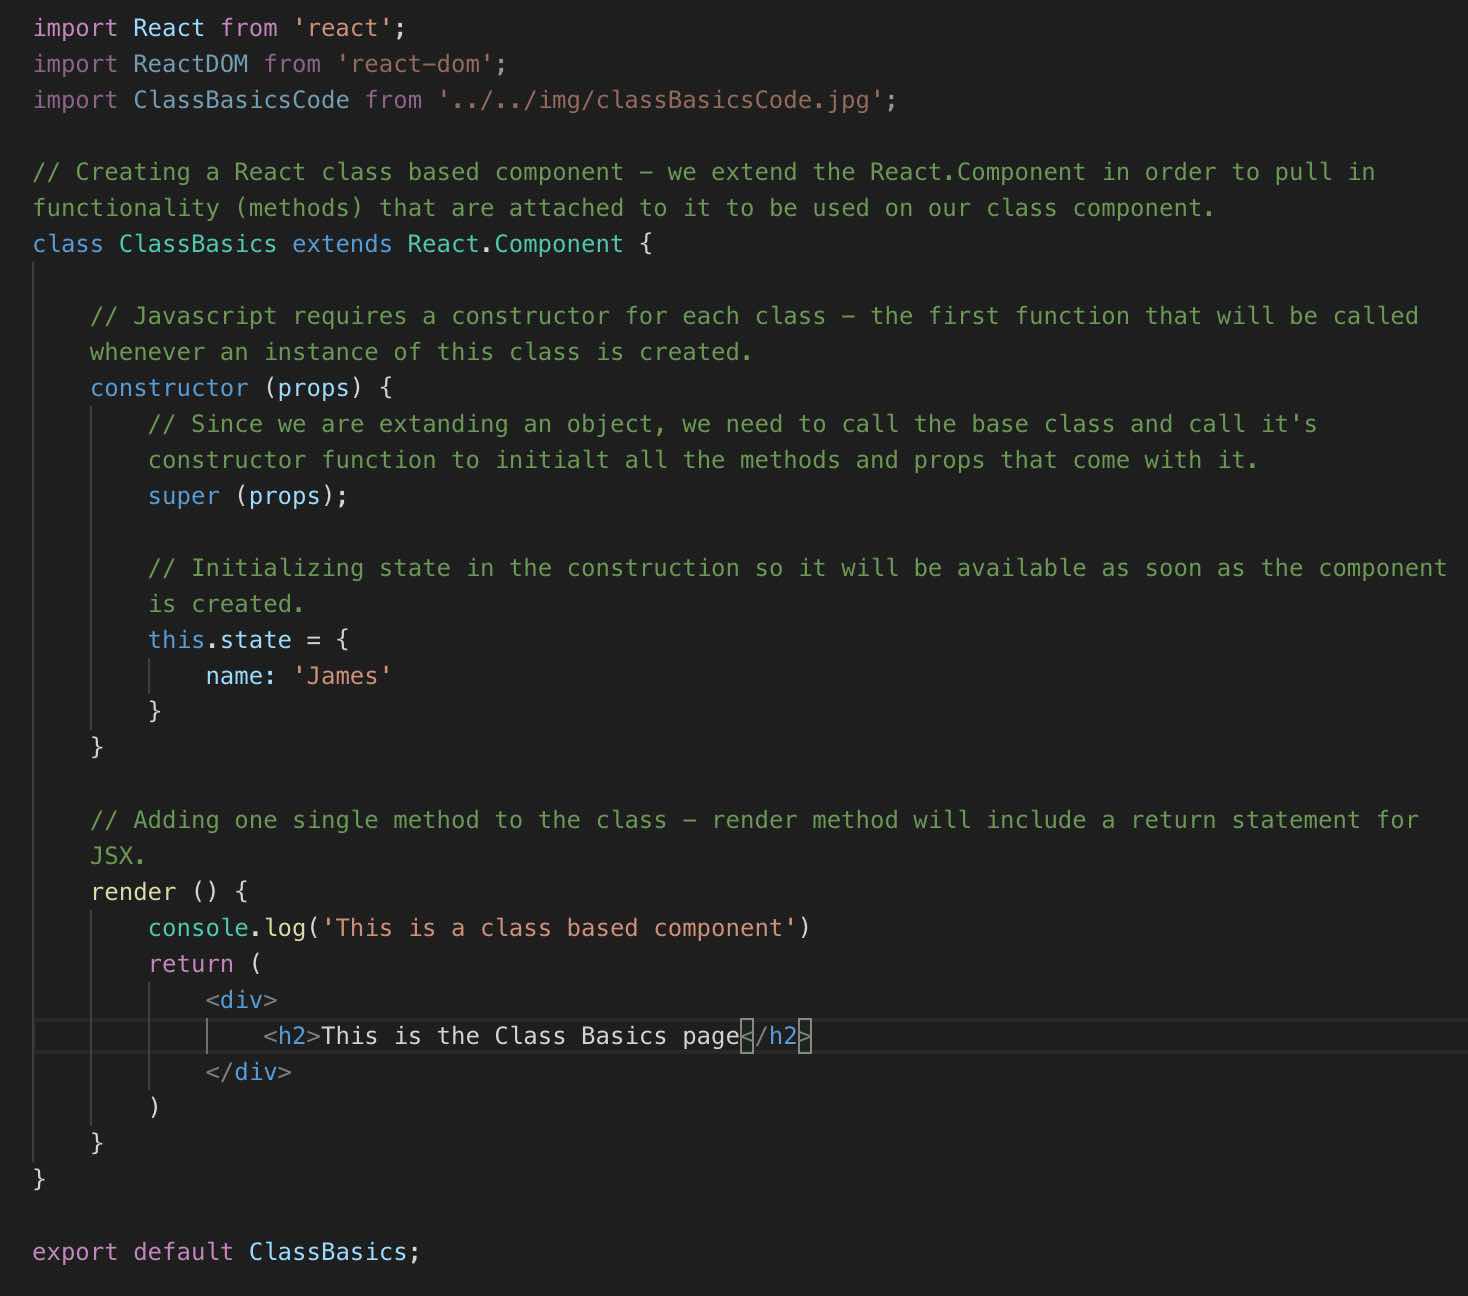 import React from 'react';
import ReactDOM from 'react-dom';
import ClassBasicsCode from '../../img/classBasicsCode.jpg';
// Creating a React class based component – we extend the React.Component in order to pull in
functionality (methods) that are attached to it to be used on our class component.
class ClassBasics extends React.Component {
// Javascript requires a constructor for each class – the first function that will be called
whenever an instance of this class is created.
constructor (props) {
// Since we are extanding an object, we need to call the base class and call it's
constructor function to initialt all the methods and props that come with it.
super (props);
// Initializing state in the construction so it will be available as soon as the component
is created.
this.state = {
name: 'James'
}
}
// Adding one single method to the class – render method will include a return statement for
JSX.
render () {
console.log('This is a class based component')
return (
<div>
<h2>This is the Class Basics page</h2>
</div>
)
}
}
export default ClassBasics;